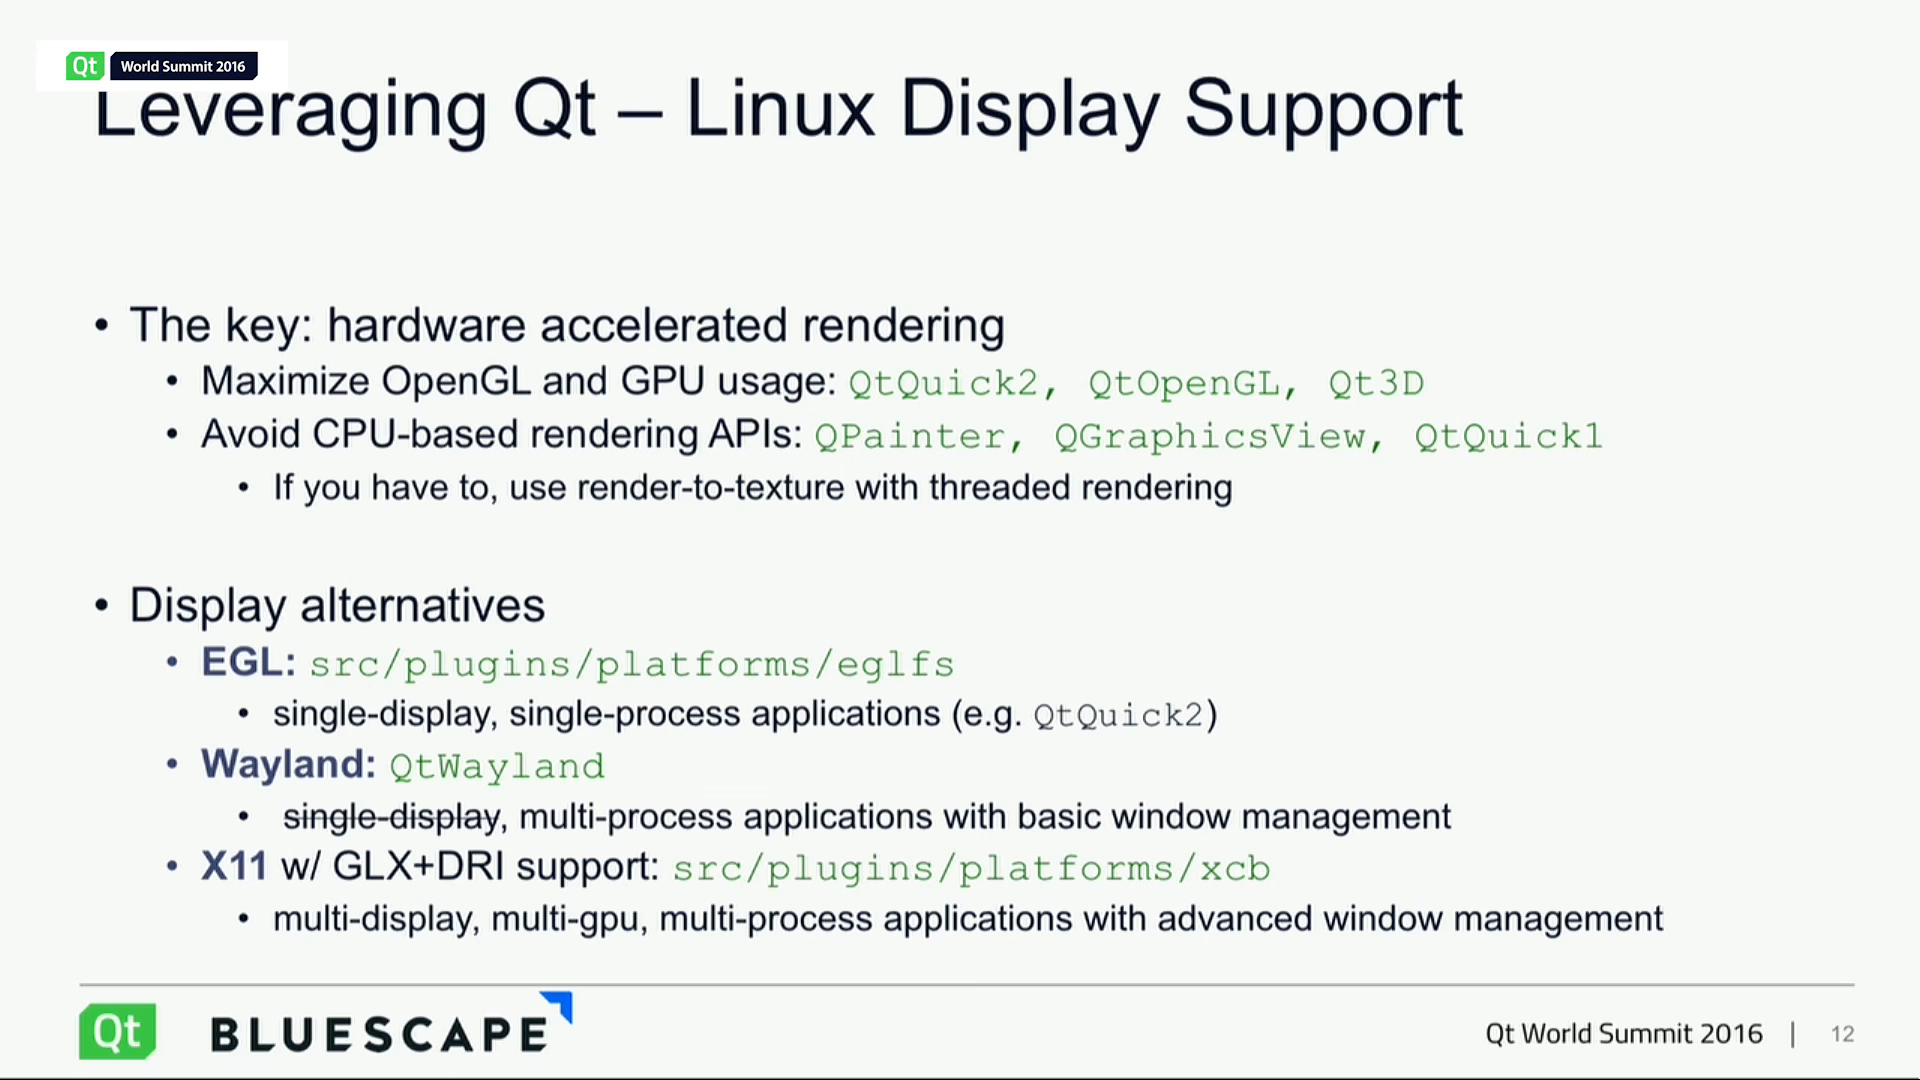 Qt World Summit 2016
Leveraging Qt – Linux Display Support
• The key: hardware accelerated rendering
• Maximize OpenGL and GPU usage: QtQuick2, QtOpenGL, Qt3D
• Avoid CPU-based rendering APIs: QPainter, QGraphicsView, QtQuick1
• If you have to, use render-to-texture with threaded rendering
• Display alternatives
• EGL: src/plugins/platforms/eglfs
• single-display, single-process applications (e.g. QtQuick2)
• Wayland: QtWayland
• single-display, multi-process applications with basic window management
• X11 w/ GLX+DRI support: src/plugins/platforms/xcb
• multi-display, multi-gpu, multi-process applications with advanced window management
Qt BLUESCAPE Qt World Summit 2016 | 12